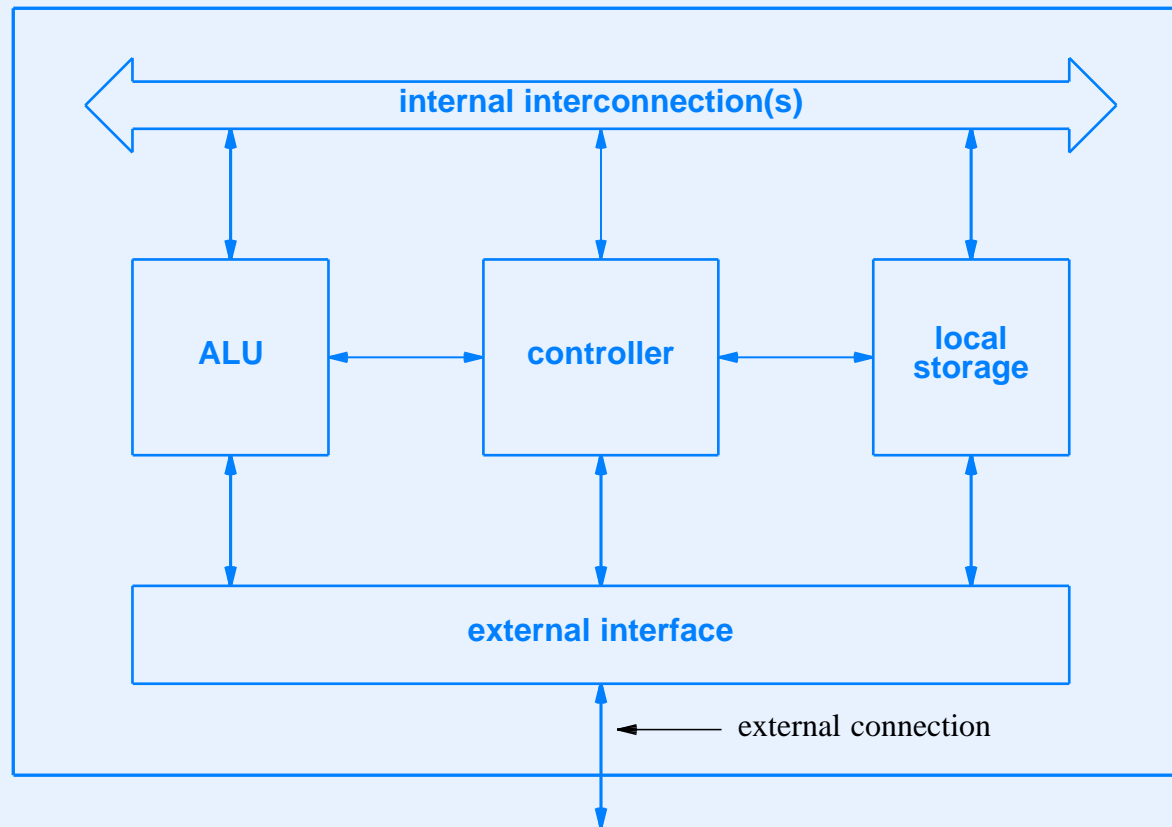 internal interconnection(s)
ALU
controller
local
storage
external interface
external connection